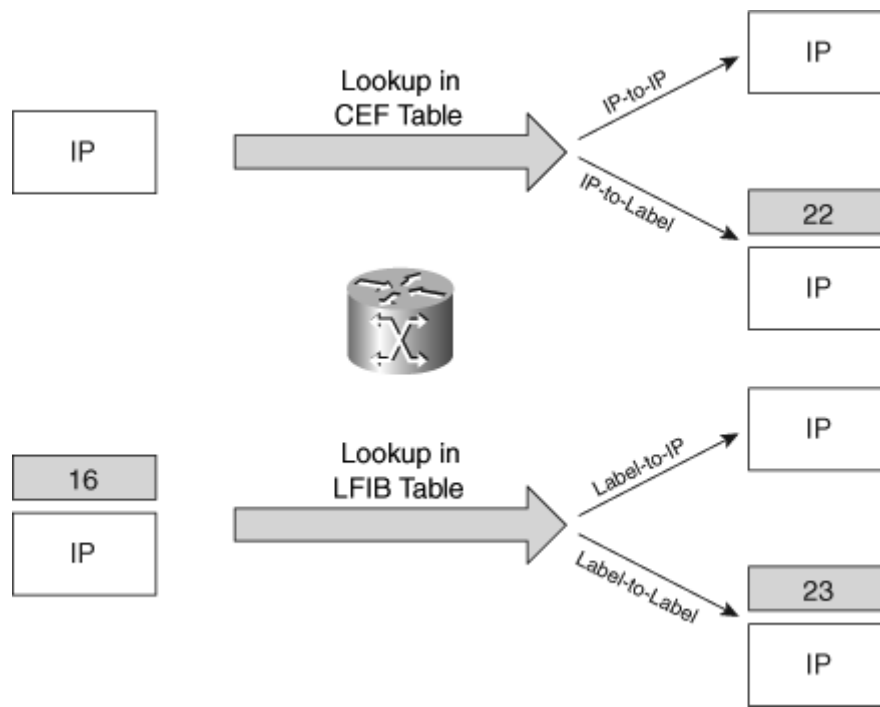 IP
Lookup in
CEF Table
IP-to-IP
IP
IP-to-Label
22
IP
16
IP
Lookup in
LFIB Table
Label-to-IP
IP
Label-to-Label
23
IP